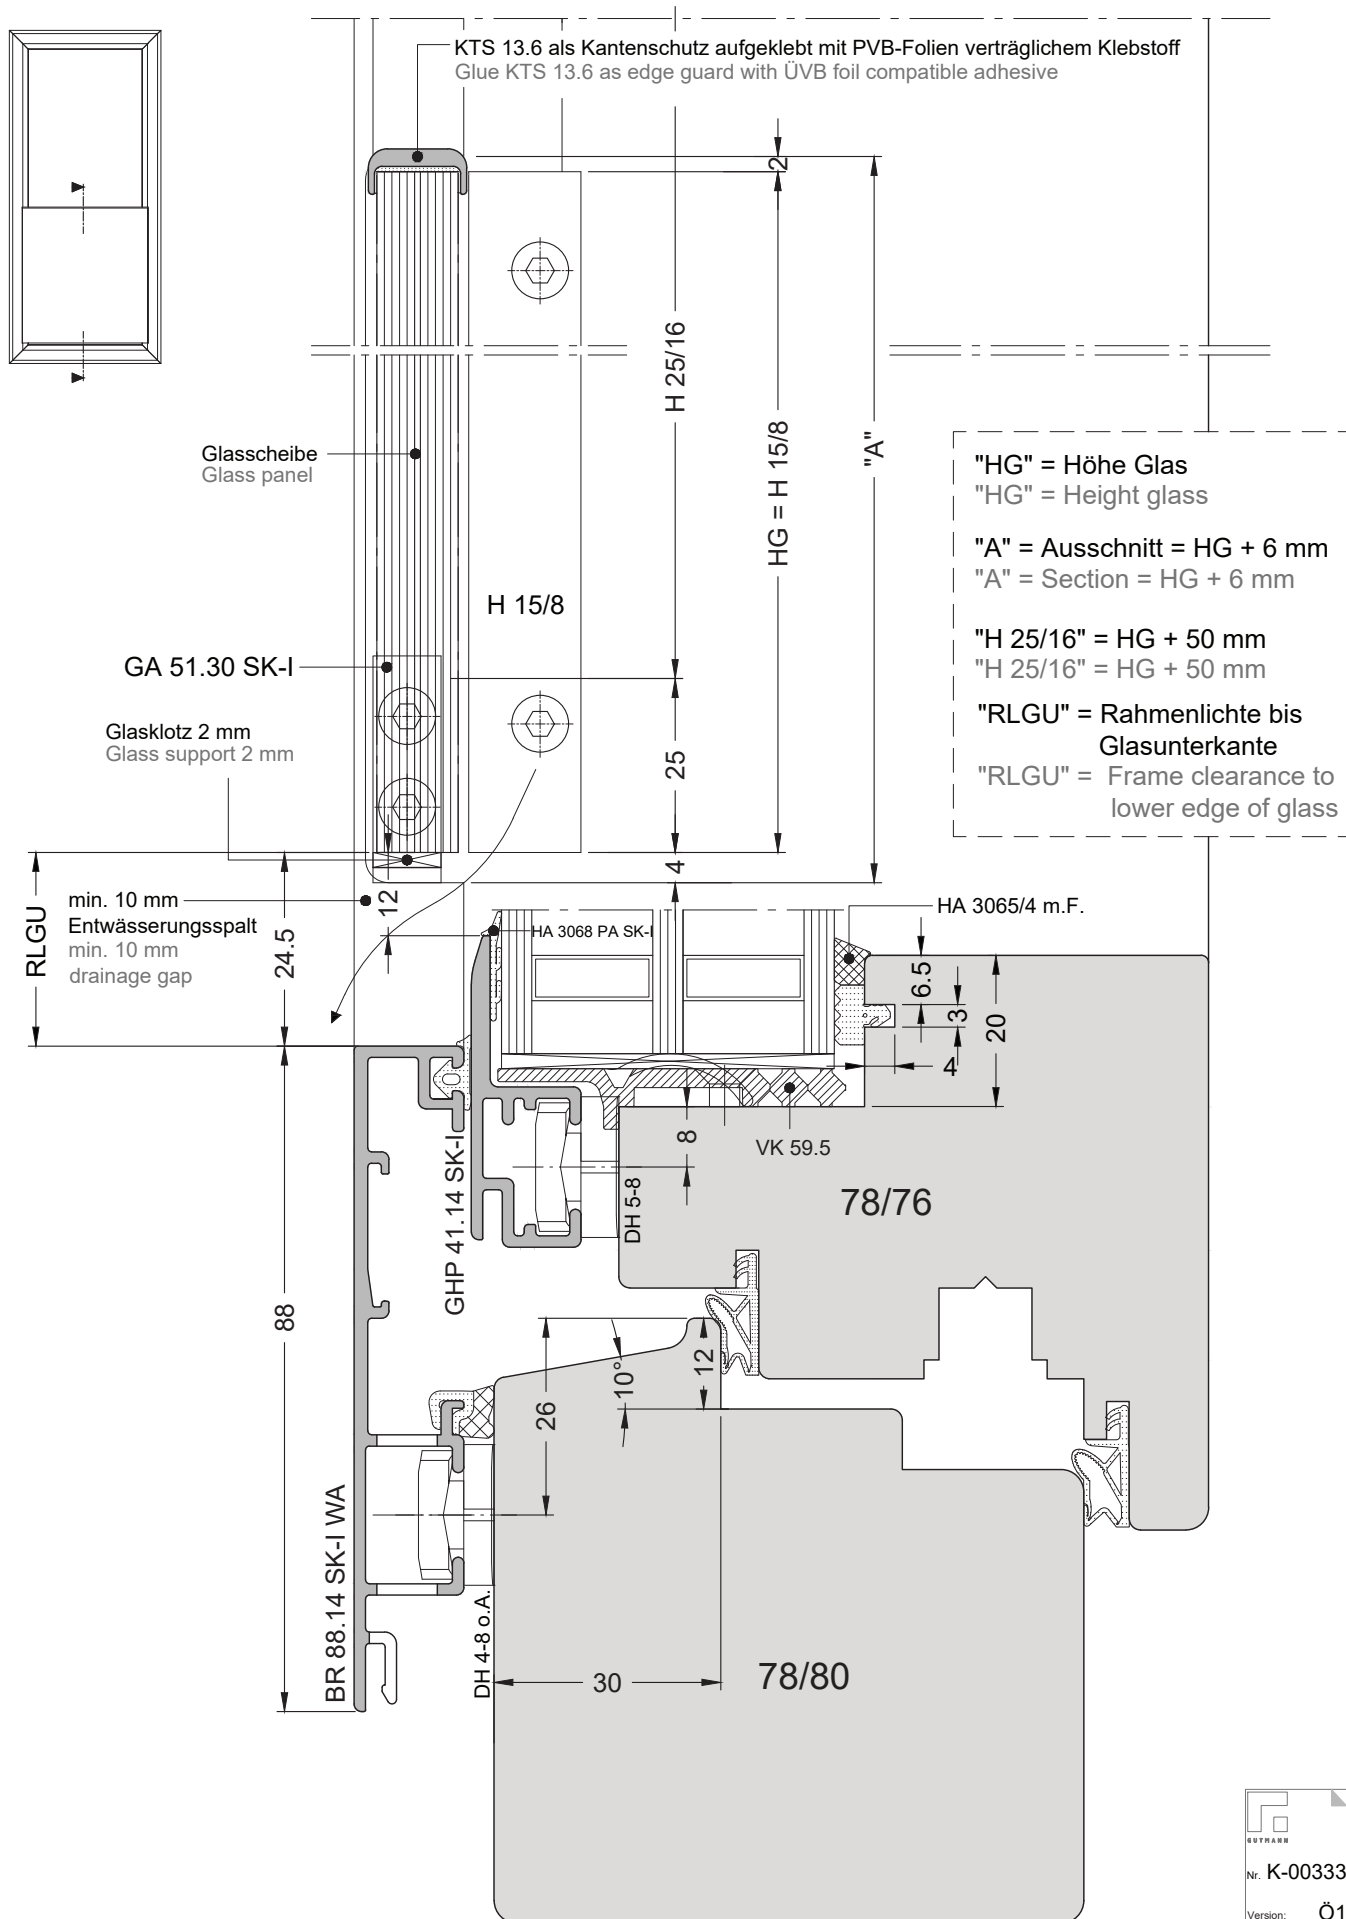 KTS 13.6 als Kantenschutz aufgeklebt mit PVB-Folien verträglichem Klebstoff
Glue KTS 13.6 as edge guard with ÜVB foil compatible adhesive
2
H 25/16
HG = H 15/8
"A"
Glasscheibe
Glass panel
"HG" = Höhe Glas
"HG" = Height glass
"A" = Ausschnitt = HG + 6 mm
"A" = Section = HG + 6 mm
"H 25/16" = HG + 50 mm
"H 25/16" = HG + 50 mm
"RLGU" = Rahmenlichte bis
Glasunterkante
"RLGU" = Frame clearance to
lower edge of glass
H 15/8
GA 51.30 SK-I
Glasklotz 2 mm
Glass support 2 mm
25
4
12
RLGU
24.5
min. 10 mm
Entwässerungsspalt
min. 10 mm
drainage gap
HA 3068 PA SK-I
HA 3065/4 m.F.
6.5
3
20
4
8
VK 59.5
GHP 41.14 SK-I
DH 5-8
78/76
88
26
10°
12
BR 88.14 SK-I WA
DH 4-8 o.A.
30
78/80
GUTMANN
Nr. K-00333
Version: Ö1